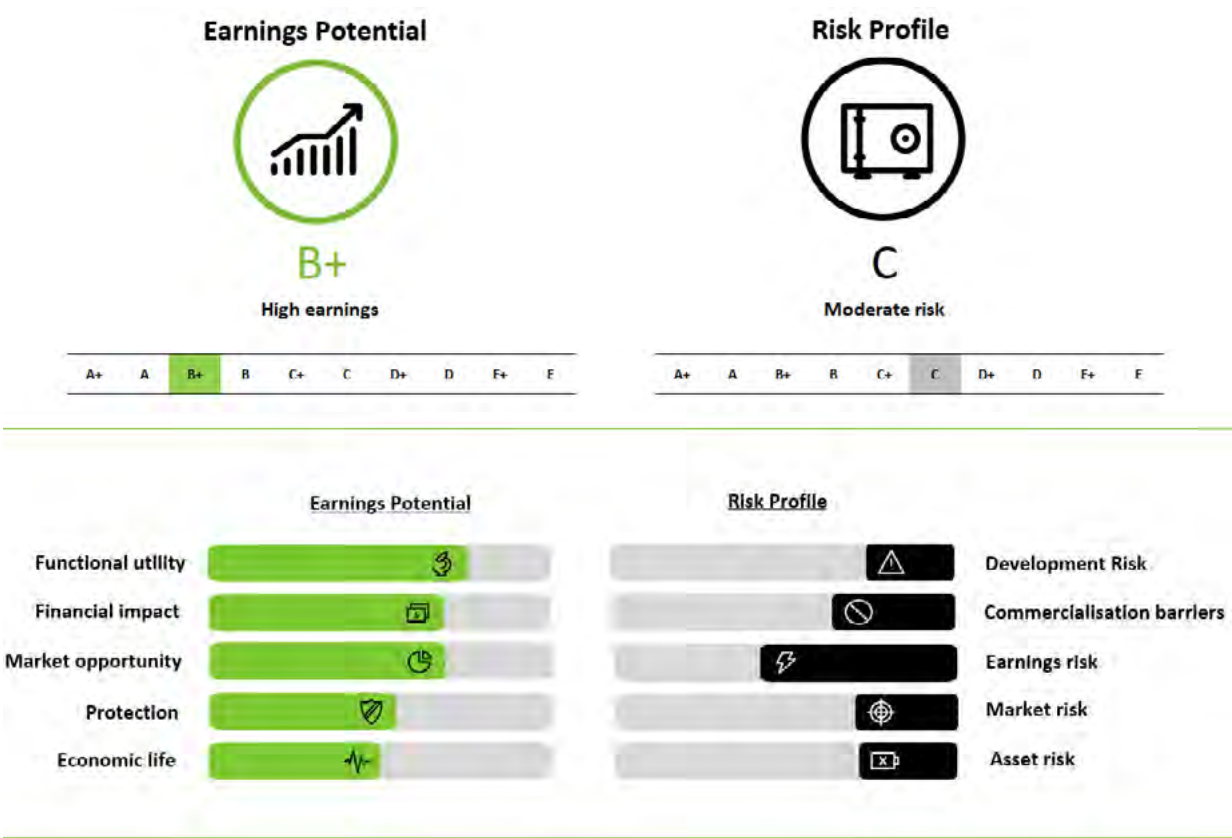 Earnings Potential
Risk Profile
B+
C
High earnings
Moderate risk
A+ A B+ B C+ C D+ D E+ E
A+ A B+ B C+ C D+ D E+ E
Earnings Potential
Risk Profile
Functional utility
Development Risk
Financial impact
Commercialisation barriers
Market opportunity
Earnings risk
Protection
Market risk
Economic life
Asset risk